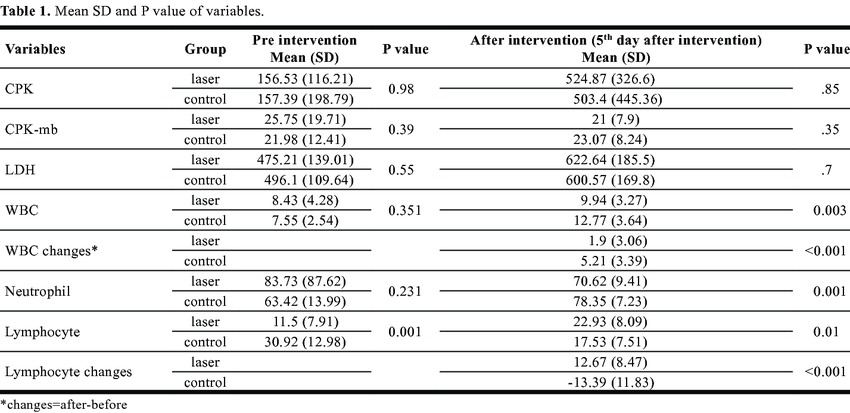 Table 1. Mean SD and P value of variables.
Variables Group Pre intervention Mean (SD) P value After intervention (5th day after intervention) Mean (SD) P value
CPK laser 156.53 (116.21) 0.98 524.87 (326.6) .85
control 157.39 (198.79) 503.4 (445.36)
CPK-mb laser 25.75 (19.71) 0.39 21 (7.9) .35
control 21.98 (12.41) 23.07 (8.24)
LDH laser 475.21 (139.01) 0.55 622.64 (185.5) .7
control 496.1 (109.64) 600.57 (169.8)
WBC laser 8.43 (4.28) 0.351 9.94 (3.27) 0.003
control 7.55 (2.54) 12.77 (3.64)
WBC changes* laser 1.9 (3.06) <0.001
control 5.21 (3.39)
Neutrophil laser 83.73 (87.62) 0.231 70.62 (9.41) 0.001
control 63.42 (13.99) 78.35 (7.23)
Lymphocyte laser 11.5 (7.91) 0.001 22.93 (8.09) 0.01
control 30.92 (12.98) 17.53 (7.51)
Lymphocyte changes laser 12.67 (8.47) <0.001
control -13.39 (11.83)
*changes=after-before